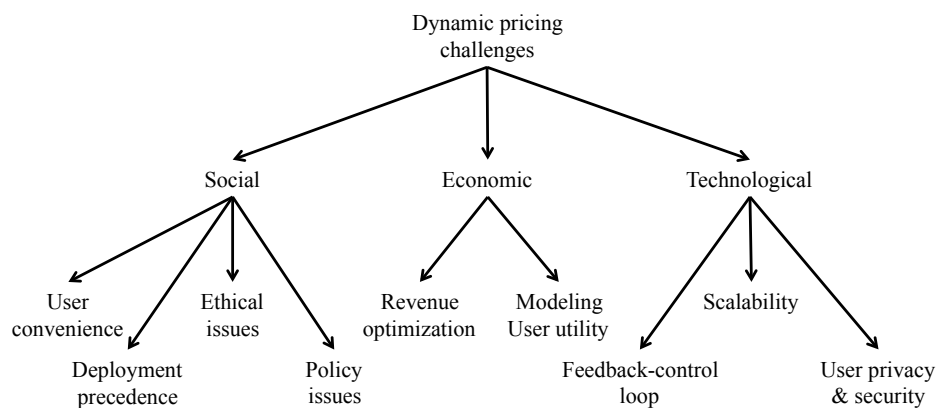 Dynamic pricing
challenges
Social
Economic
Technological
User
convenience
Ethical
issues
Revenue
optimization
Modeling
User utility
Scalability
Deployment
precedence
Policy
issues
Feedback-control
loop
User privacy
& security